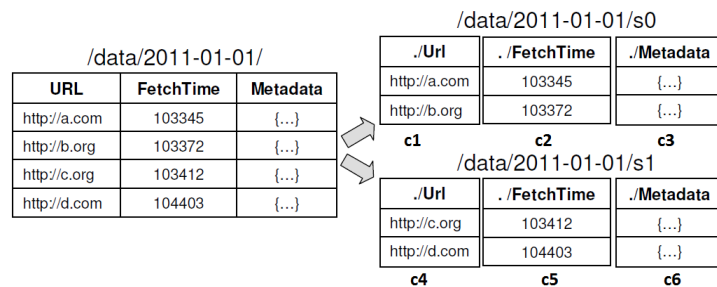 /data/2011-01-01/
URL FetchTime Metadata
http://a.com 103345 {...}
http://b.org 103372 {...}
http://c.org 103412 {...}
http://d.com 104403 {...}
/data/2011-01-01/s0
./Url . /FetchTime ./Metadata
http://a.com 103345 {...}
http://b.org 103372 {...}
c1 c2 c3
/data/2011-01-01/s1
./Url . /FetchTime ./Metadata
http://c.org 103412 {...}
http://d.com 104403 {...}
c4 c5 c6